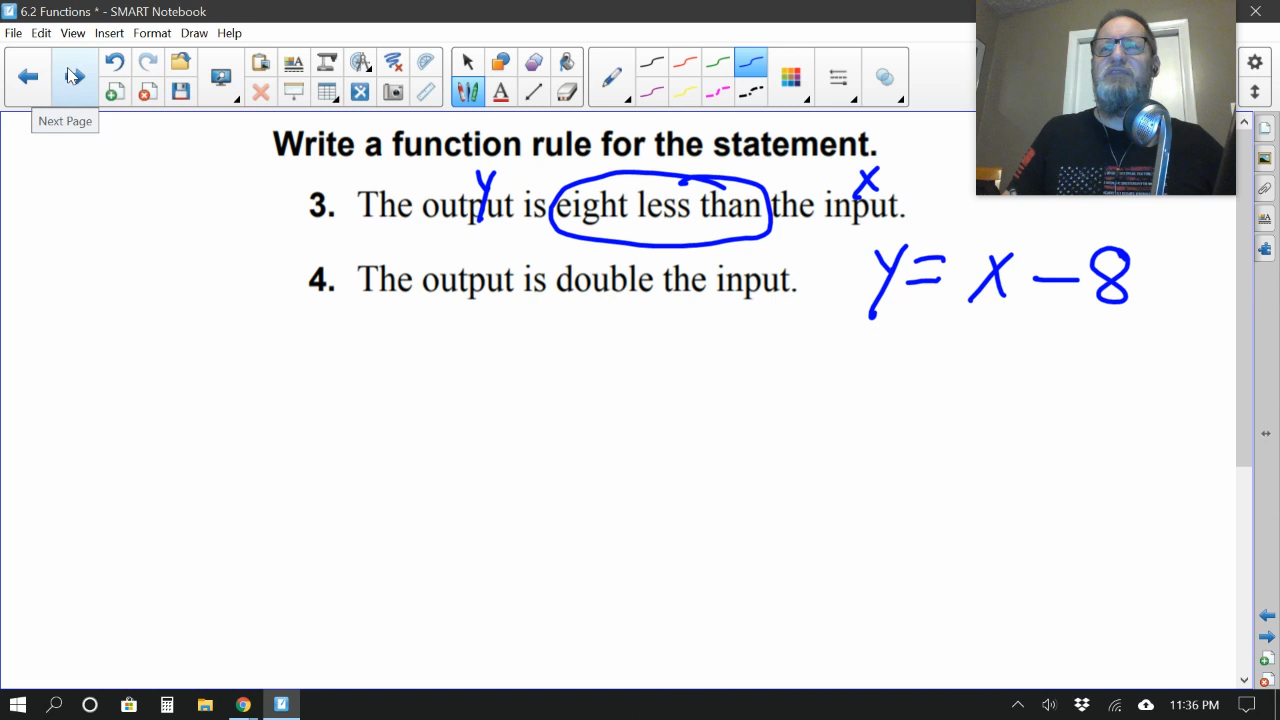 6.2 Functions * - SMART Notebook
File Edit View Insert Format Draw Help
Next Page
Write a function rule for the statement.
y x
3. The output is eight less than the input.
y = x - 8
4. The output is double the input.
11:36 PM